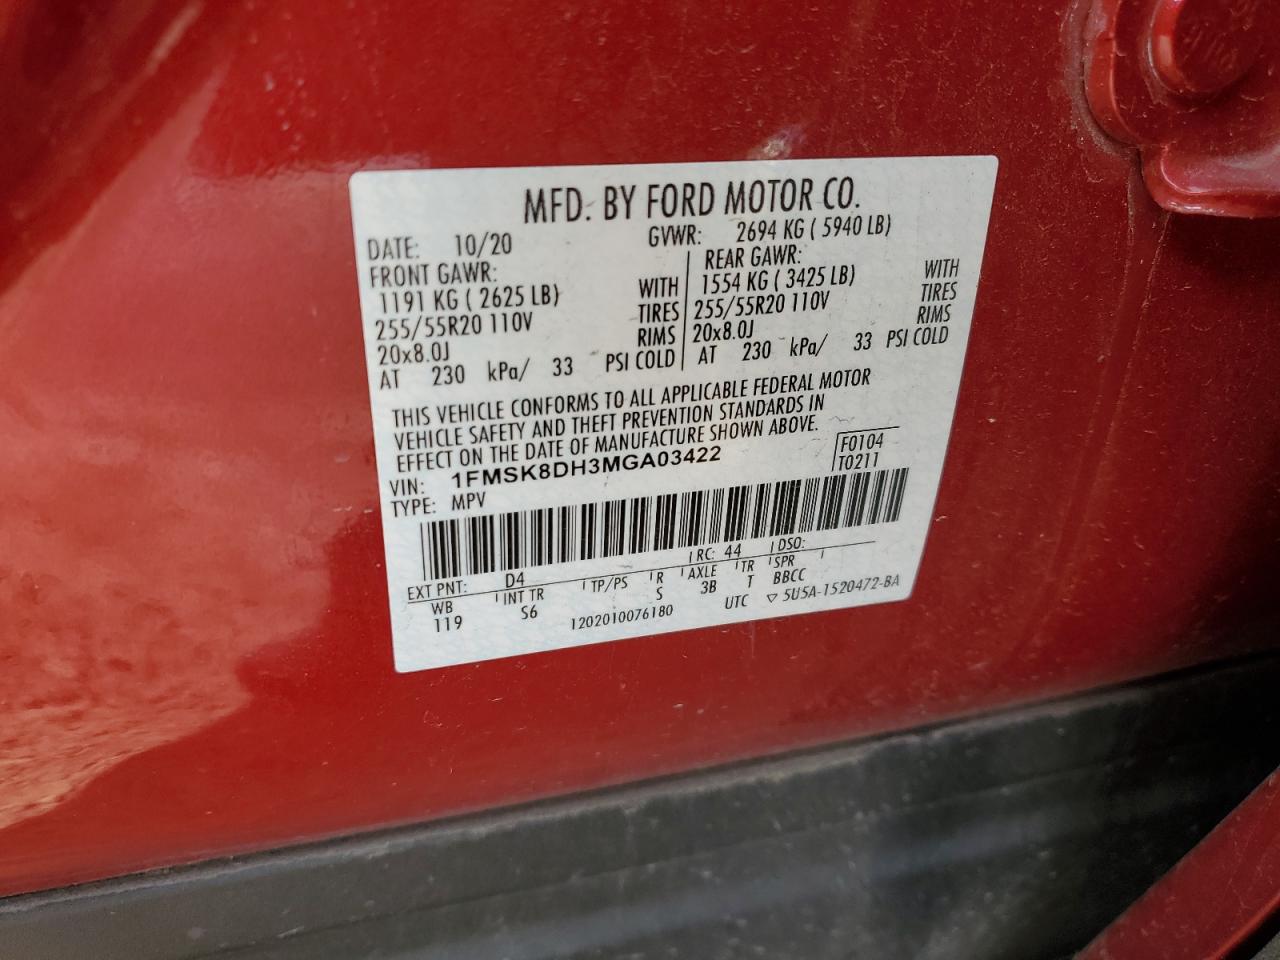 MFD. BY FORD MOTOR CO.
DATE: 10/20 GVWR: 2694 KG ( 5940 LB)
FRONT GAWR: REAR GAWR:
1191 KG ( 2625 LB) WITH 1554 KG ( 3425 LB) WITH
255/55R20 110V TIRES 255/55R20 110V TIRES
20x8.0J RIMS 20x8.0J RIMS
AT 230 kPa/ 33 PSI COLD AT 230 kPa/ 33 PSI COLD
THIS VEHICLE CONFORMS TO ALL APPLICABLE FEDERAL MOTOR
VEHICLE SAFETY AND THEFT PREVENTION STANDARDS IN
EFFECT ON THE DATE OF MANUFACTURE SHOWN ABOVE.
VIN: 1FMSK8DH3MGA03422 F0104
TYPE: MPV T0211
EXT PNT: D4 RC: 44 DSO:
WB INT TR TP/PS R AXLE TR SPR
119 S6 S 3B T BBCC
1202010076180 UTC ▽ 5U5A-1520472-BA